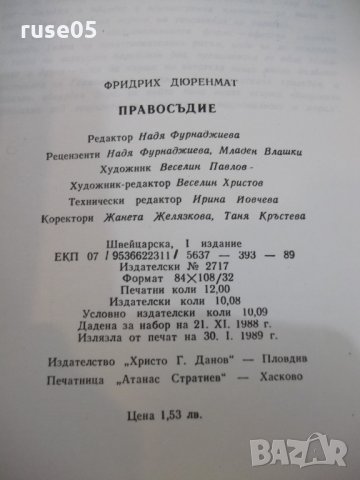 ruse05
ФРИДРИХ ДЮРЕНМАТ
ПРАВОСЪДИЕ
Редактор Надя Фурнаджиева
Рецензенти Надя Фурнаджиева, Младен Влашки
Художник Веселин Павлов
Художник-редактор Веселин Христов
Технически редактор Ирина Йовчева
Коректори Жанета Желязкова, Таня Кръстева
Швейцарска, I издание
ЕКП 07/9536622311/5637 — 393 — 89
Издателски № 2717
Формат 84×108/32
Печатни коли 12,00
Издателски коли 10,08
Условно издателски коли 10,09
Дадена за набор на 21. XI. 1988 г.
Излязла от печат на 30. I. 1989 г.
Издателство „Христо Г. Данов" — Пловдив
Печатница „Атанас Стратиев" — Хасково
Цена 1,53 лв.
BAZAR